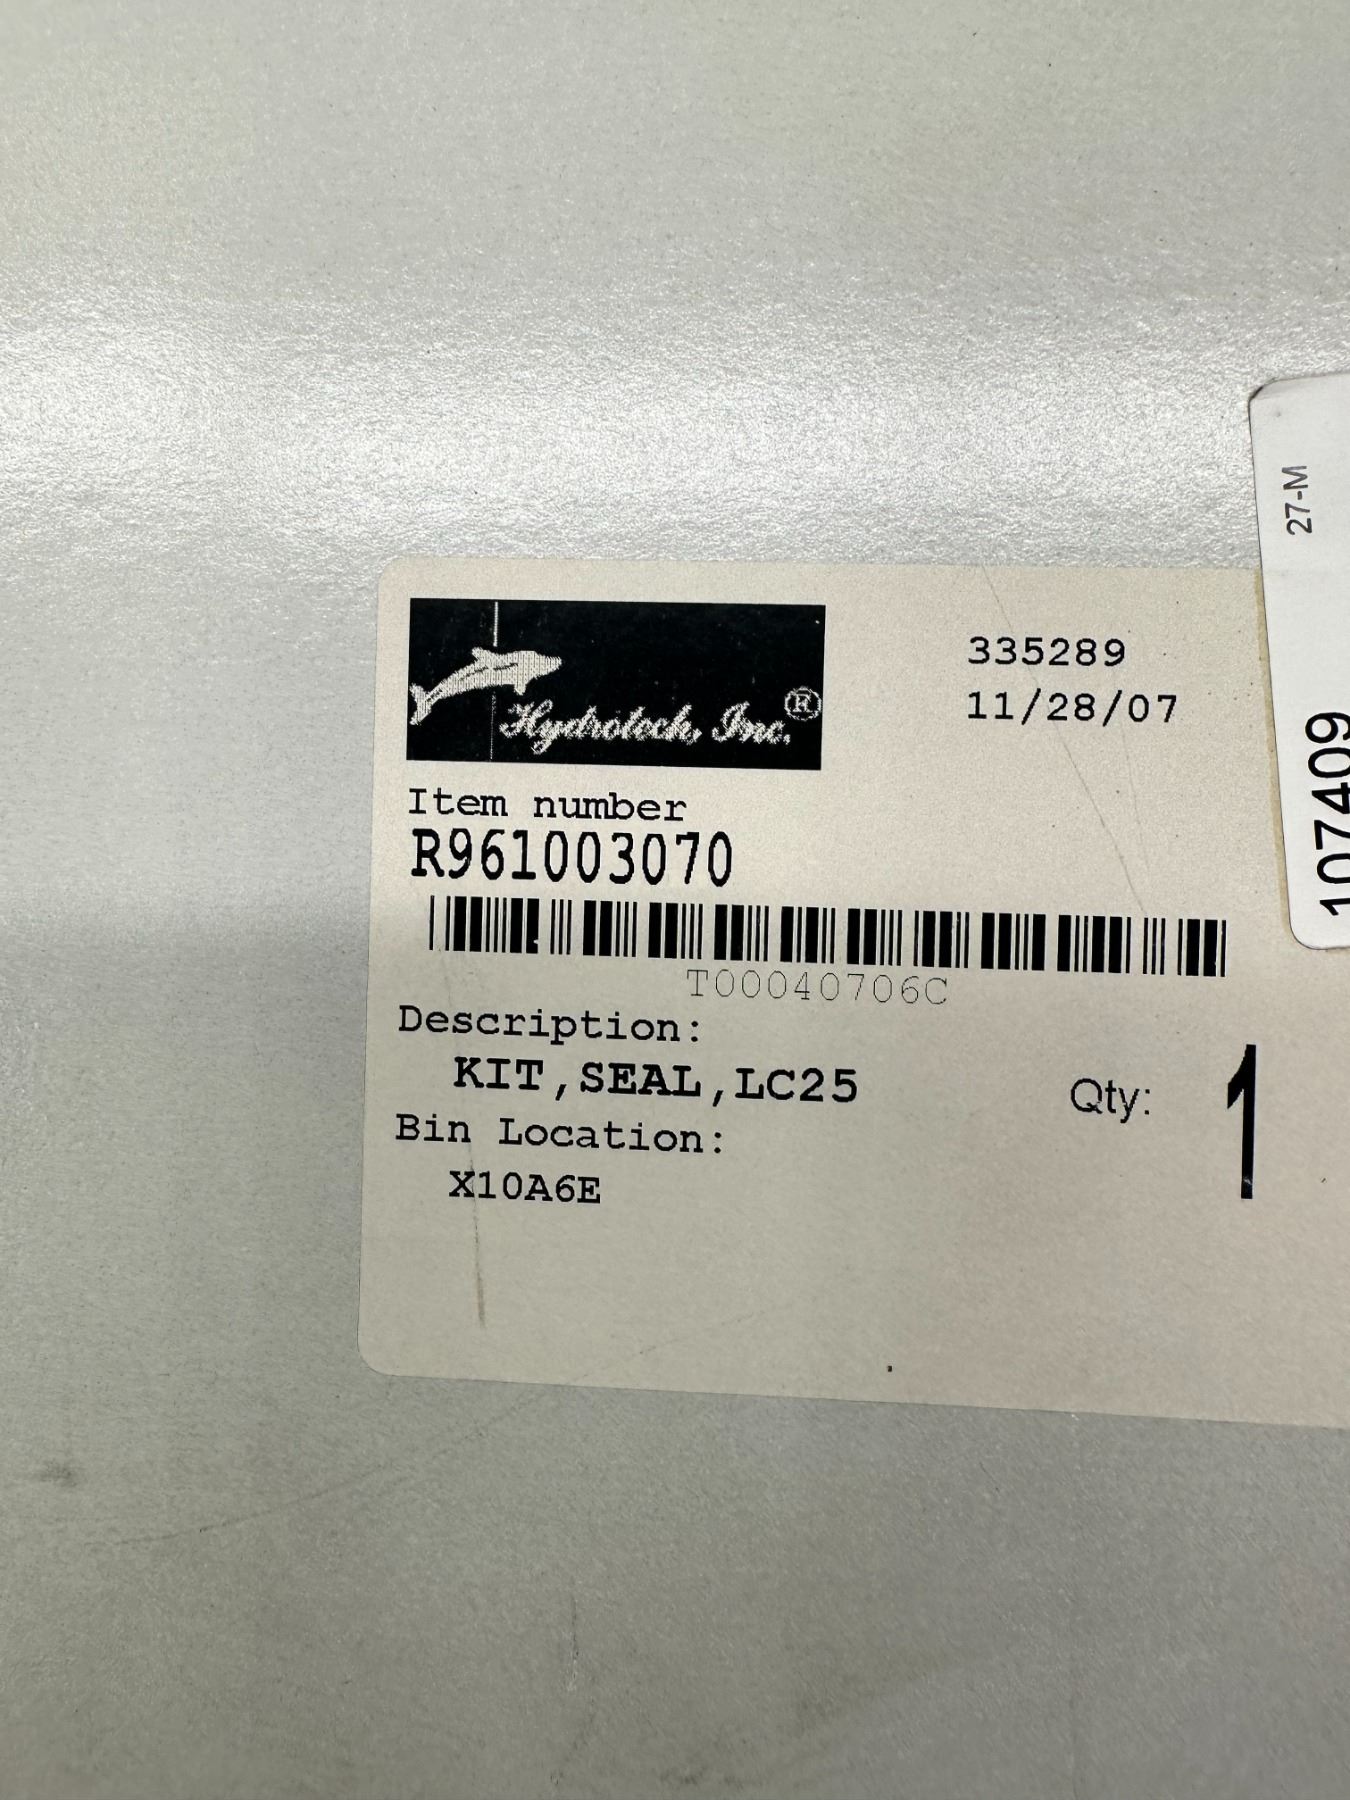 Hydrotech, Inc.®
335289
11/28/07
Item number
R961003070
T00040706C
Description:
KIT,SEAL,LC25
Qty: 1
Bin Location:
X10A6E
27-M
107409